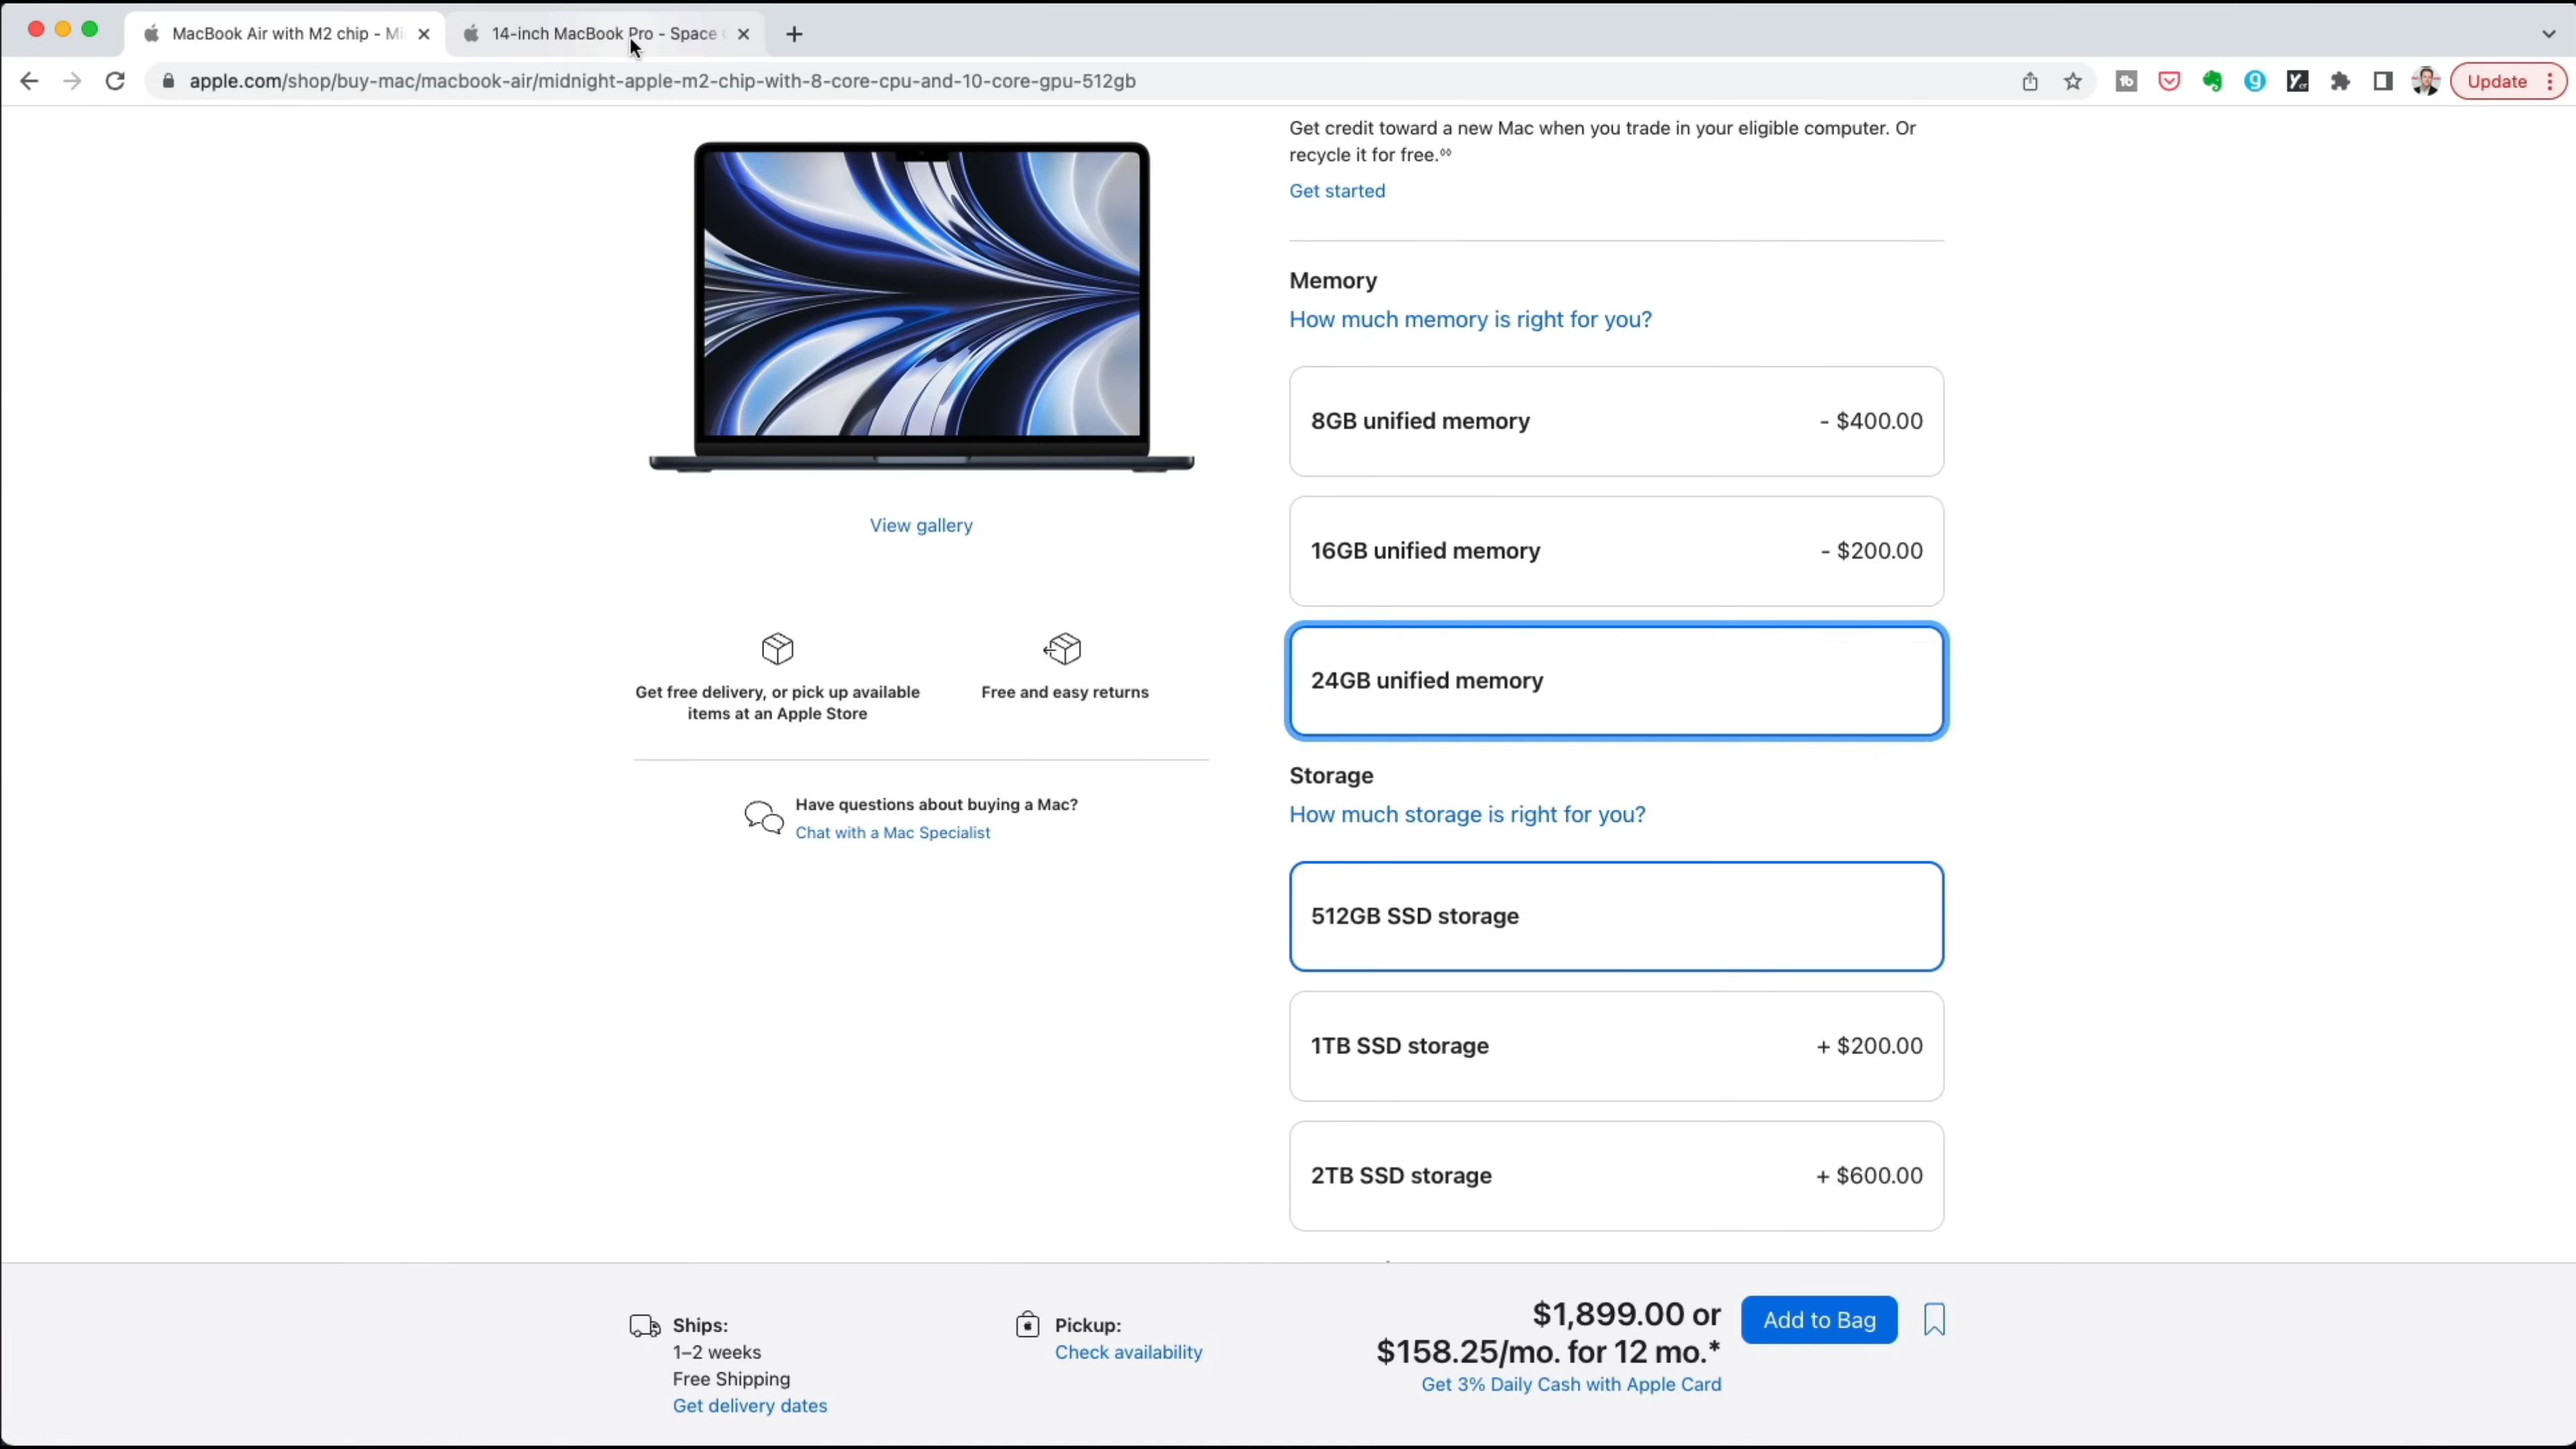 MacBook Air with M2 chip - Mi
14-inch MacBook Pro - Space
apple.com/shop/buy-mac/macbook-air/midnight-apple-m2-chip-with-8-core-cpu-and-10-core-gpu-512gb
Update
Get credit toward a new Mac when you trade in your eligible computer. Or
recycle it for free.◊◊
Get started
Memory
How much memory is right for you?
8GB unified memory - $400.00
16GB unified memory - $200.00
24GB unified memory
View gallery
Get free delivery, or pick up available
items at an Apple Store
Free and easy returns
Have questions about buying a Mac?
Chat with a Mac Specialist
Storage
How much storage is right for you?
512GB SSD storage
1TB SSD storage + $200.00
2TB SSD storage + $600.00
Ships:
1–2 weeks
Free Shipping
Get delivery dates
Pickup:
Check availability
$1,899.00 or
$158.25/mo. for 12 mo.*
Get 3% Daily Cash with Apple Card
Add to Bag